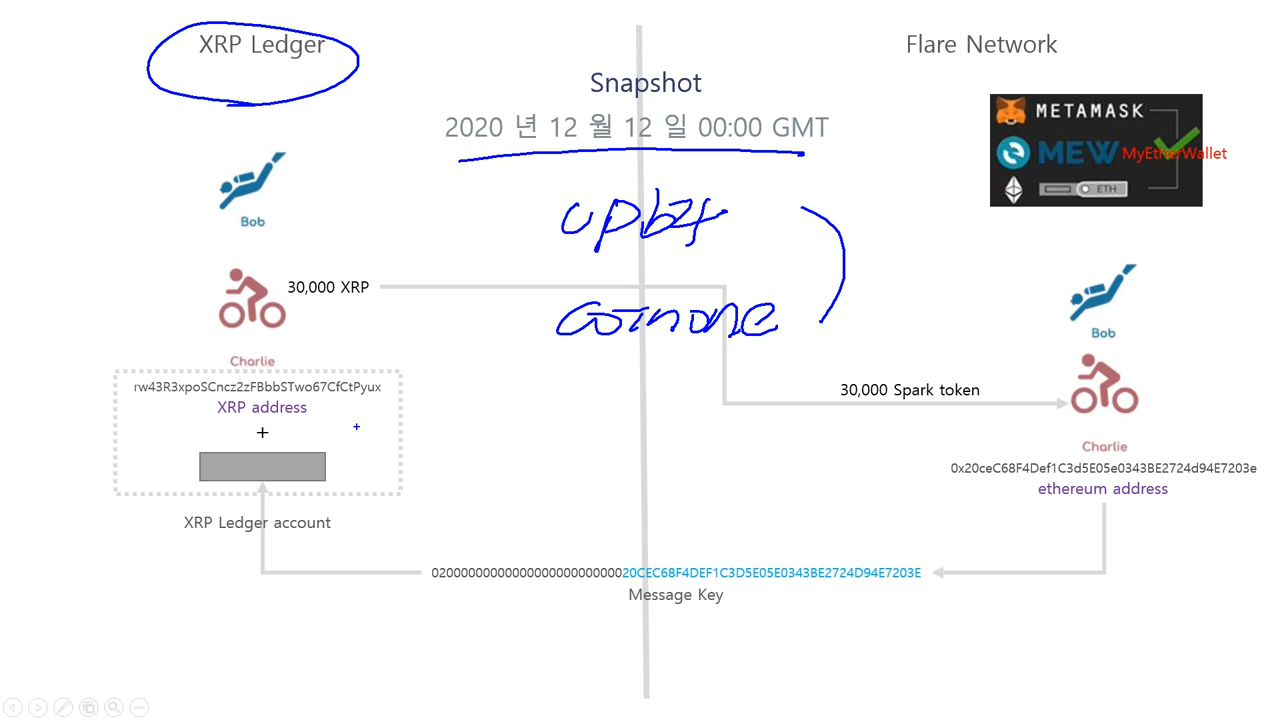 XRP Ledger
Flare Network
Snapshot
2020 년 12 월 12 일 00:00 GMT
METAMASK
MEW MyEtherWallet
ETH
Bob
upbit
30,000 XRP
coinone
Bob
Charlie
rw43R3xpoSCncz2zFBbbSTwo67CfCtPyux
XRP address
+
30,000 Spark token
Charlie
0x20ceC68F4Def1C3d5E05e0343BE2724d94E7203e
ethereum address
XRP Ledger account
0200000000000000000000000020CEC68F4DEF1C3D5E05E0343BE2724D94E7203E
Message Key